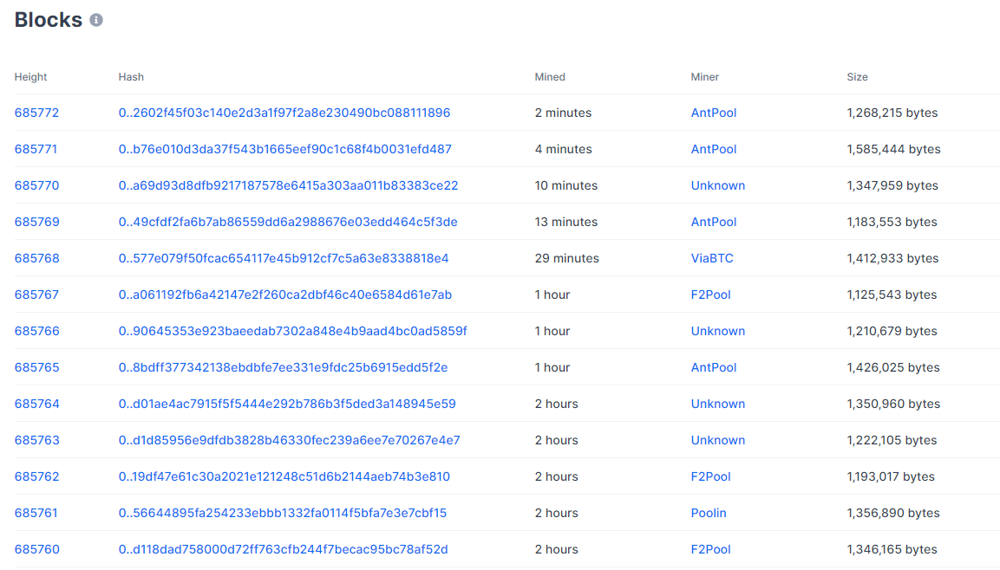 Blocks
Height Hash Mined Miner Size
685772 0..2602f45f03c140e2d3a1f97f2a8e230490bc088111896 2 minutes AntPool 1,268,215 bytes
685771 0..b76e010d3da37f543b1665eef90c1c68f4b0031efd487 4 minutes AntPool 1,585,444 bytes
685770 0..a69d93d8dfb9217187578e6415a303aa011b83383ce22 10 minutes Unknown 1,347,959 bytes
685769 0..49cfdf2fa6b7ab86559dd6a2988676e03edd464c5f3de 13 minutes AntPool 1,183,553 bytes
685768 0..577e079f50fcac654117e45b912cf7c5a63e8338818e4 29 minutes ViaBTC 1,412,933 bytes
685767 0..a061192fb6a42147e2f260ca2dbf46c40e6584d61e7ab 1 hour F2Pool 1,125,543 bytes
685766 0..90645353e923baeedab7302a848e4b9aad4bc0ad5859f 1 hour Unknown 1,210,679 bytes
685765 0..8bdff377342138ebdbfe7ee331e9fdc25b6915edd5f2e 1 hour AntPool 1,426,025 bytes
685764 0..d01ae4ac7915f5f5444e292b786b3f5ded3a148945e59 2 hours Unknown 1,350,960 bytes
685763 0..d1d85956e9dfdb3828b46330fec239a6ee7e70267e4e7 2 hours Unknown 1,222,105 bytes
685762 0..19df47e61c30a2021e121248c51d6b2144aeb74b3e810 2 hours F2Pool 1,193,017 bytes
685761 0..56644895fa254233ebbb1332fa0114f5bfa7e3e7cbf15 2 hours Poolin 1,356,890 bytes
685760 0..d118dad758000d72ff763cfb244f7becac95bc78af52d 2 hours F2Pool 1,346,165 bytes